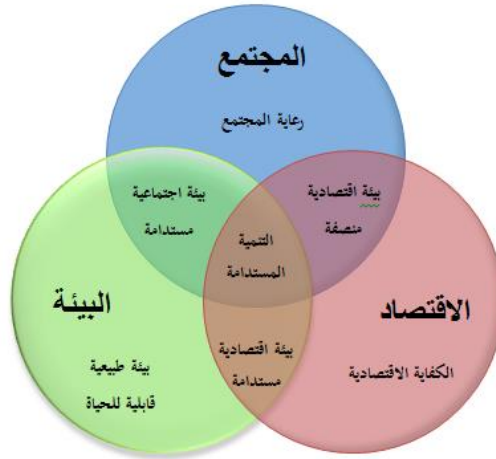 المجتمع
رعاية المجتمع
بيئة اقتصادية
منصفة
بيئة اجتماعية
مستدامة
التنمية
المستدامة
الاقتصاد
الكفاية الاقتصادية
البيئة
بيئة طبيعية
قابلية للحياة
بيئة اقتصادية
مستدامة